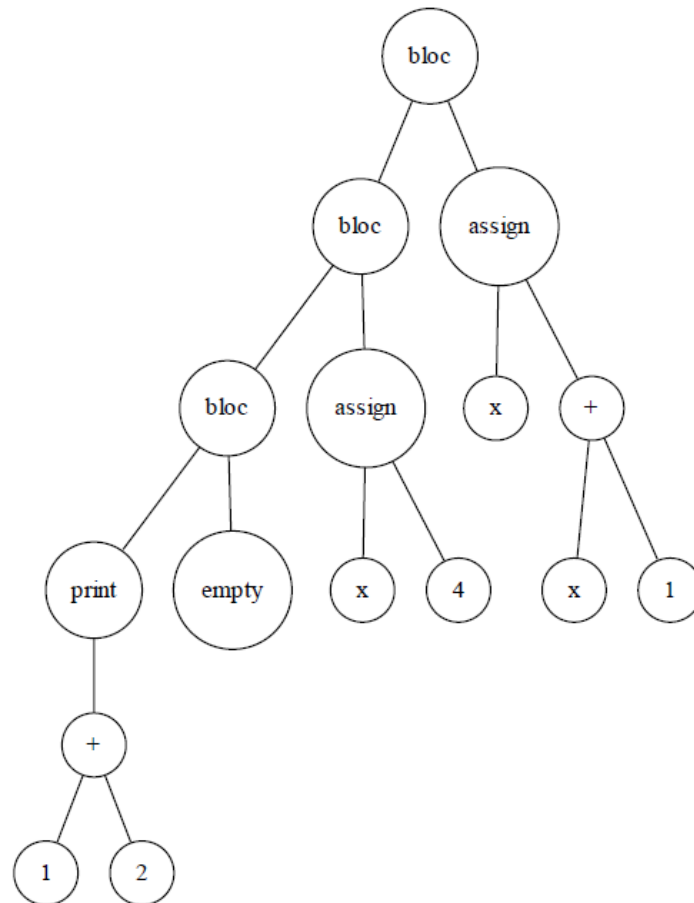 bloc
bloc
assign
bloc
assign
x
+
print
empty
x
4
x
1
+
1
2